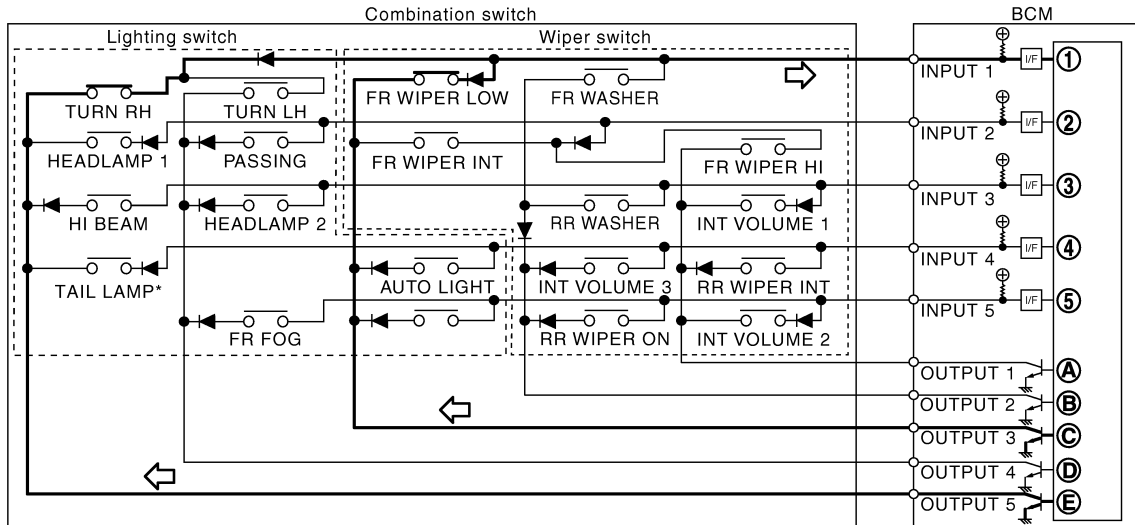 Combination switch
BCM
Lighting switch
Wiper switch
INPUT 1
I/F
1
TURN RH
TURN LH
FR WIPER LOW
FR WASHER
INPUT 2
I/F
2
HEADLAMP 1
PASSING
FR WIPER INT
FR WIPER HI
INPUT 3
I/F
3
HI BEAM
HEADLAMP 2
RR WASHER
INT VOLUME 1
INPUT 4
I/F
4
TAIL LAMP*
AUTO LIGHT
INT VOLUME 3
RR WIPER INT
INPUT 5
I/F
5
FR FOG
RR WIPER ON
INT VOLUME 2
OUTPUT 1
A
OUTPUT 2
B
OUTPUT 3
C
OUTPUT 4
D
OUTPUT 5
E